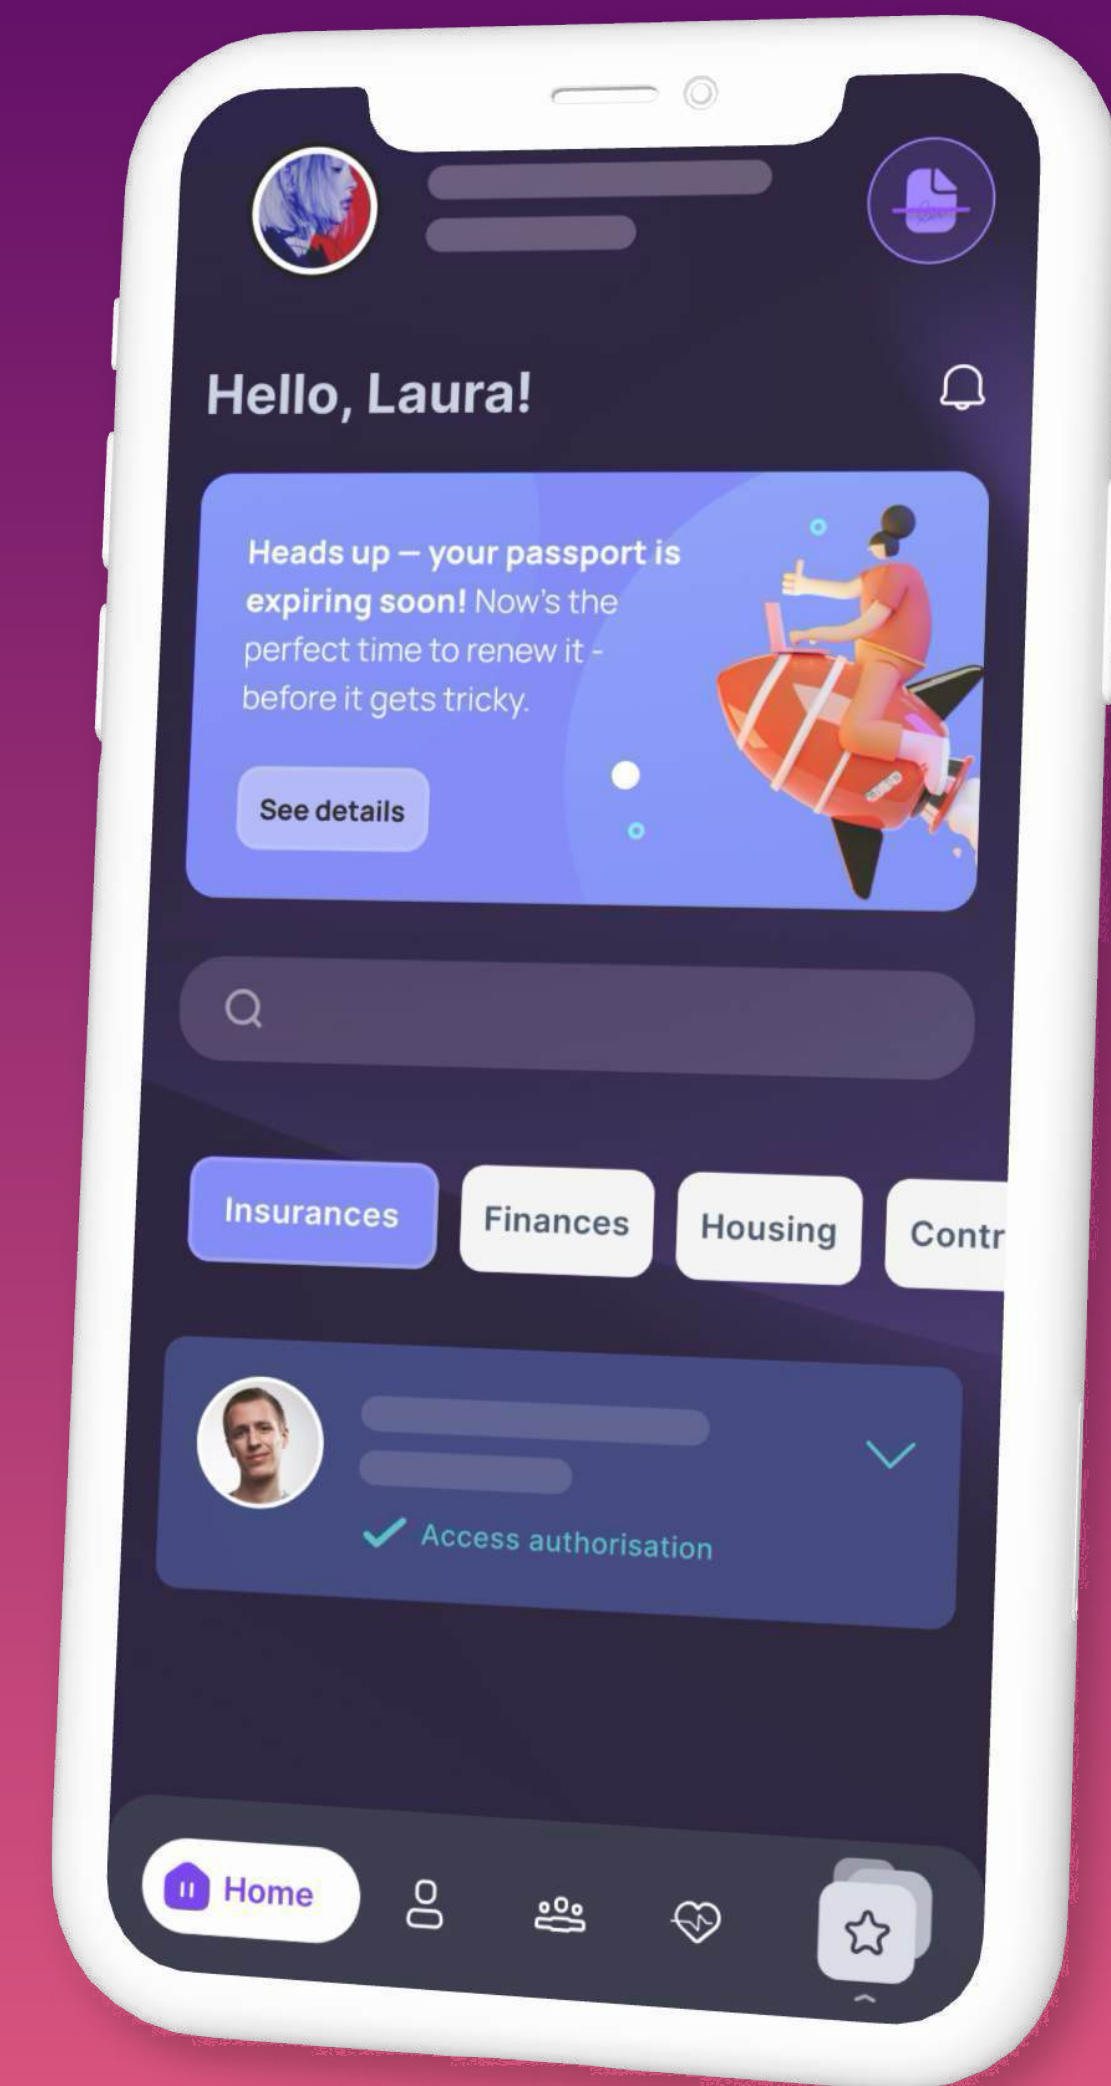 Hello, Laura!
Heads up — your passport is
expiring soon! Now's the
perfect time to renew it -
before it gets tricky.
See details
Insurances
Finances
Housing
Contr
Access authorisation
Home